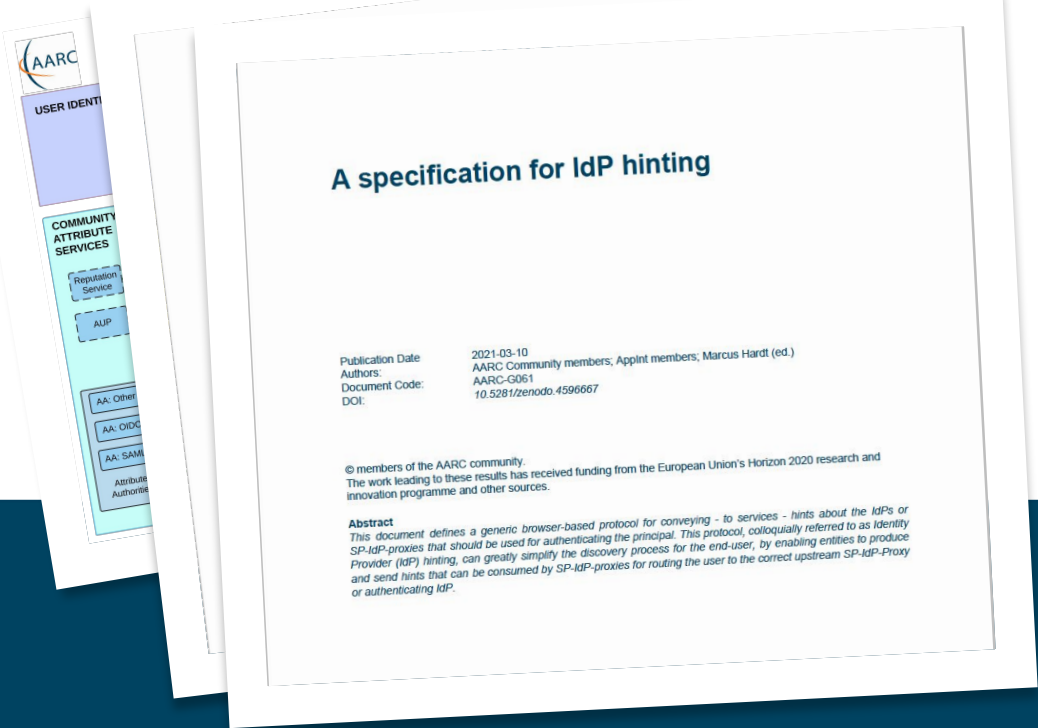 AARC
USER IDENTI
COMMUNITY
ATTRIBUTE
SERVICES
Reputation
Service
AUP
AA: Other
AA: OIDC
AA: SAML
Attribute
Authoritie
A specification for IdP hinting
Publication Date 2021-03-10
Authors: AARC Community members; AppInt members; Marcus Hardt (ed.)
Document Code: AARC-G061
DOI: 10.5281/zenodo.4596667
© members of the AARC community.
The work leading to these results has received funding from the European Union's Horizon 2020 research and
innovation programme and other sources.
Abstract
This document defines a generic browser-based protocol for conveying - to services - hints about the IdPs or
SP-IdP-proxies that should be used for authenticating the principal. This protocol, colloquially referred to as Identity
Provider (IdP) hinting, can greatly simplify the discovery process for the end-user, by enabling entities to produce
and send hints that can be consumed by SP-IdP-proxies for routing the user to the correct upstream SP-IdP-Proxy
or authenticating IdP.